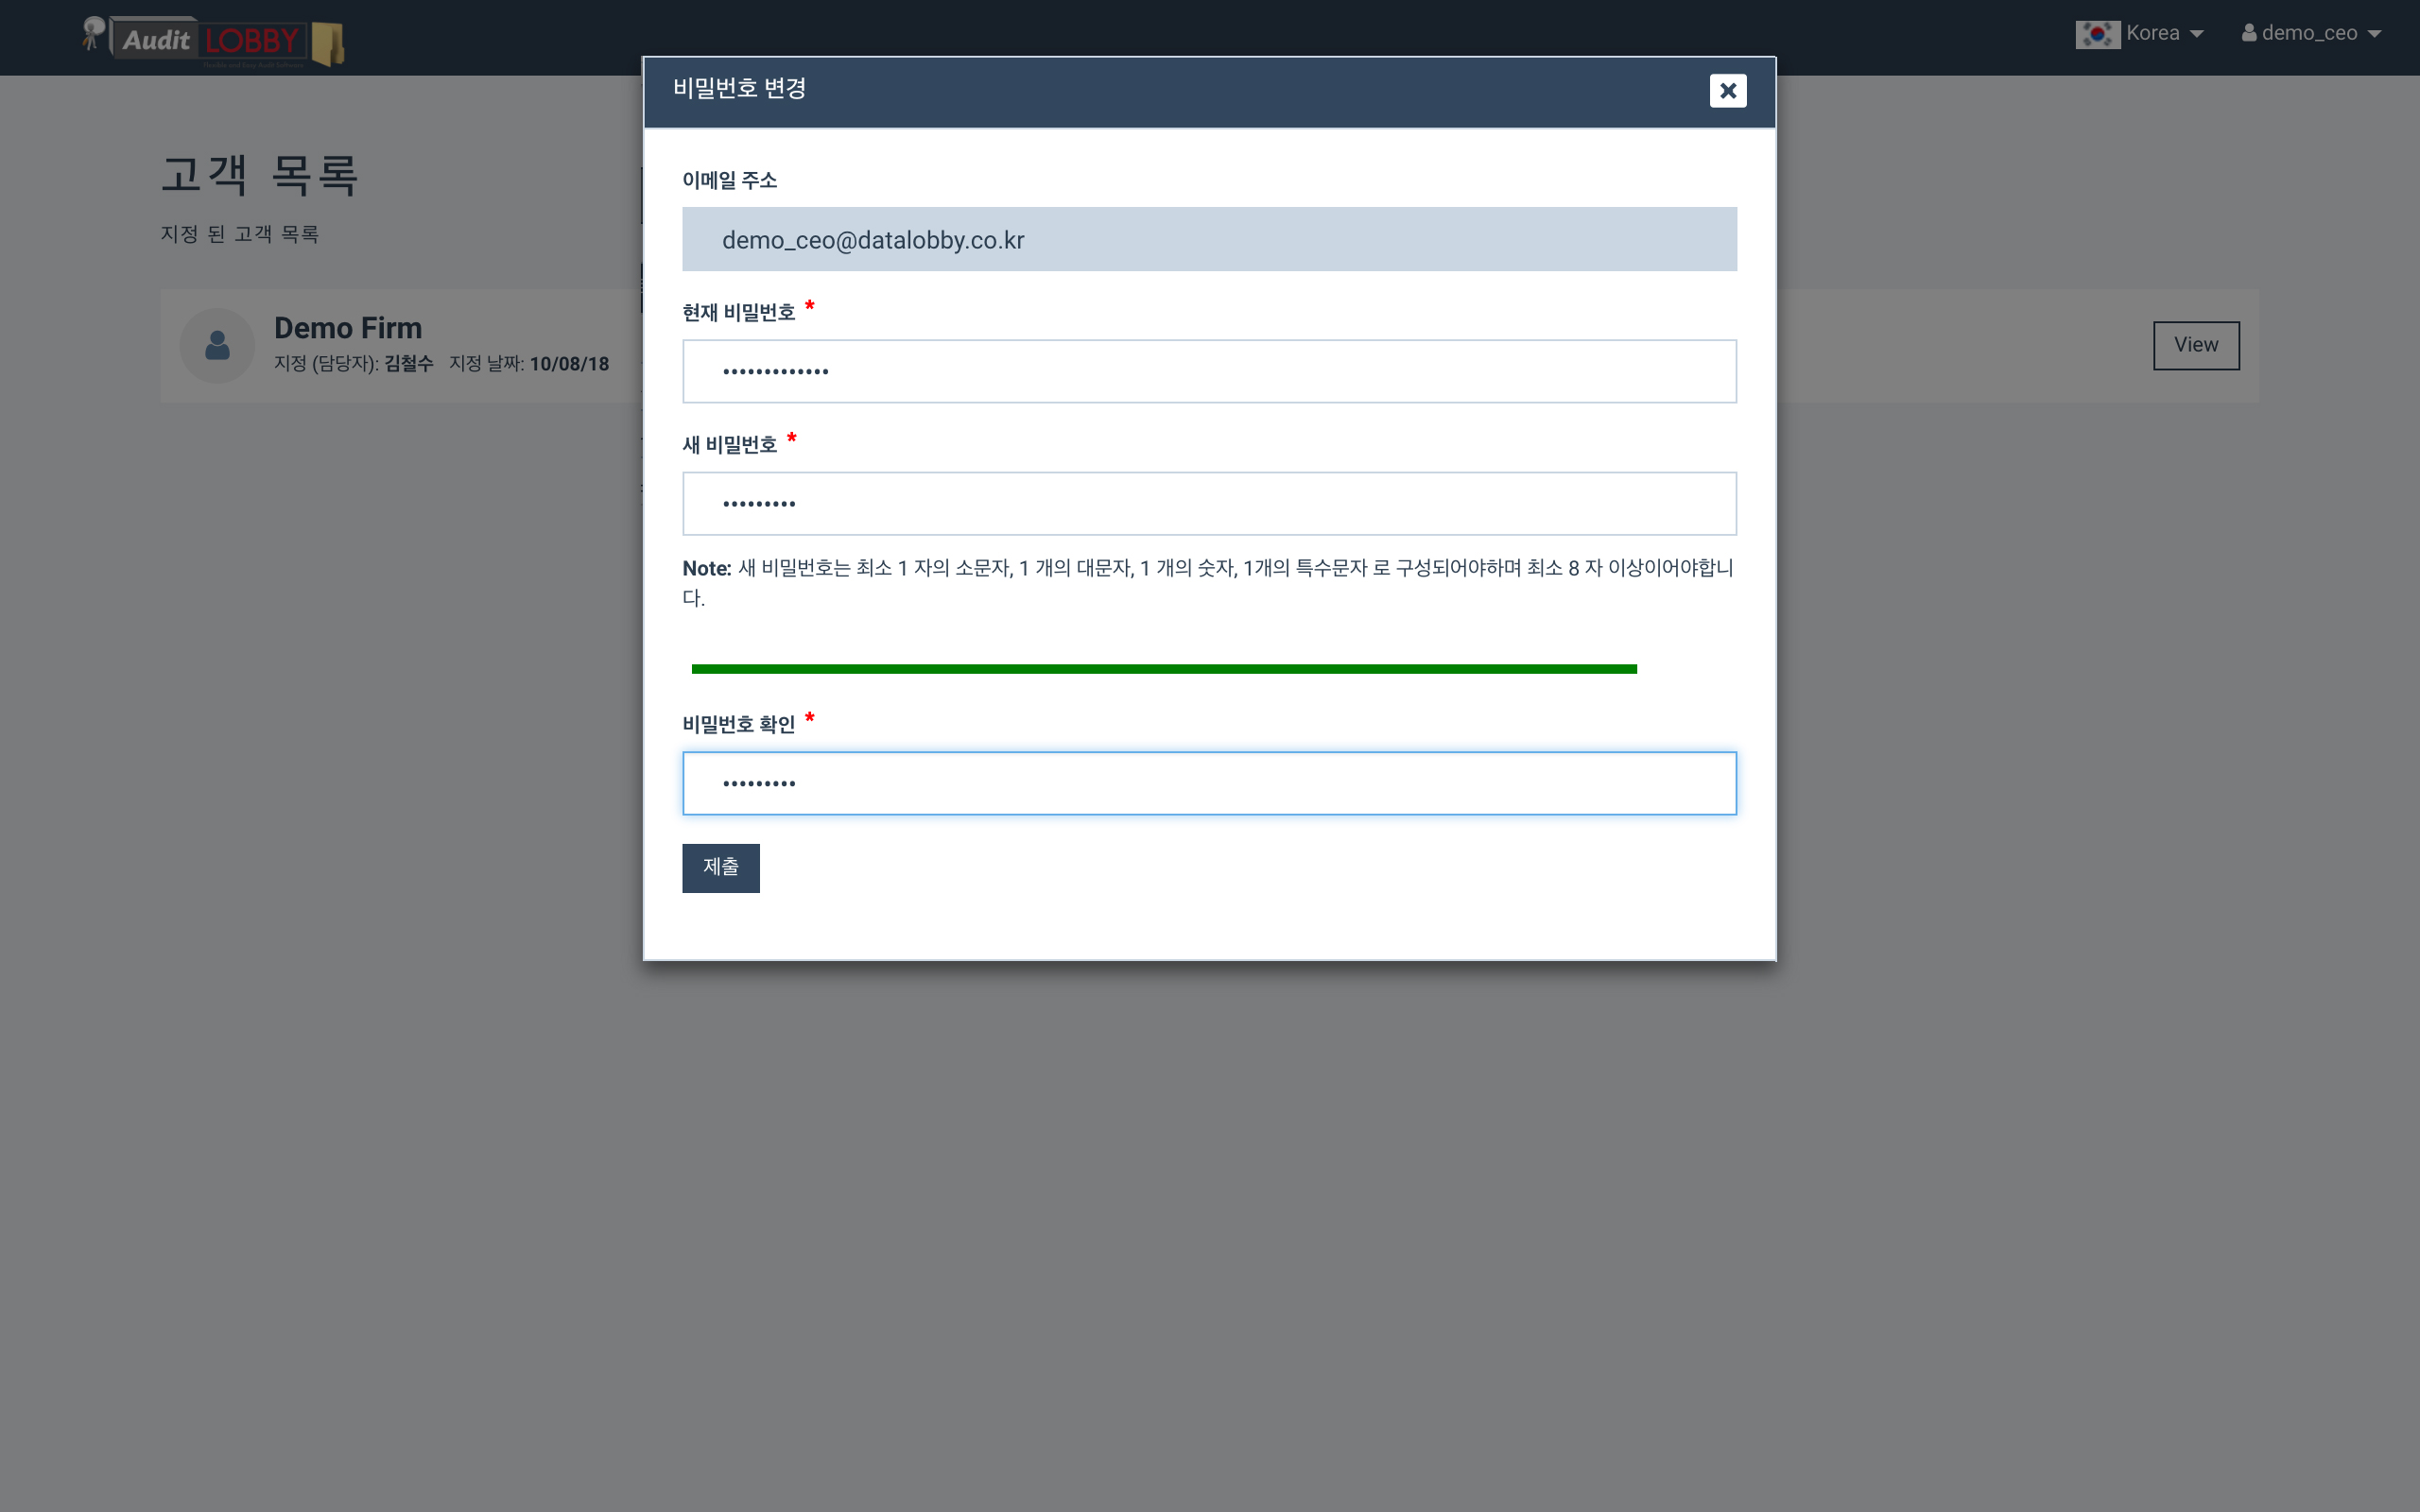 Audit LOBBY
Korea
demo_ceo
비밀번호 변경
고객 목록
지정 된 고객 목록
Demo Firm
지정 (담당자): 김철수 지정 날짜: 10/08/18
View
이메일 주소
demo_ceo@datalobby.co.kr
현재 비밀번호 *
•••••••••••••
새 비밀번호 *
•••••••••
Note: 새 비밀번호는 최소 1 자의 소문자, 1 개의 대문자, 1 개의 숫자, 1개의 특수문자 로 구성되어야하며 최소 8 자 이상이어야합니
다.
비밀번호 확인 *
•••••••••
제출